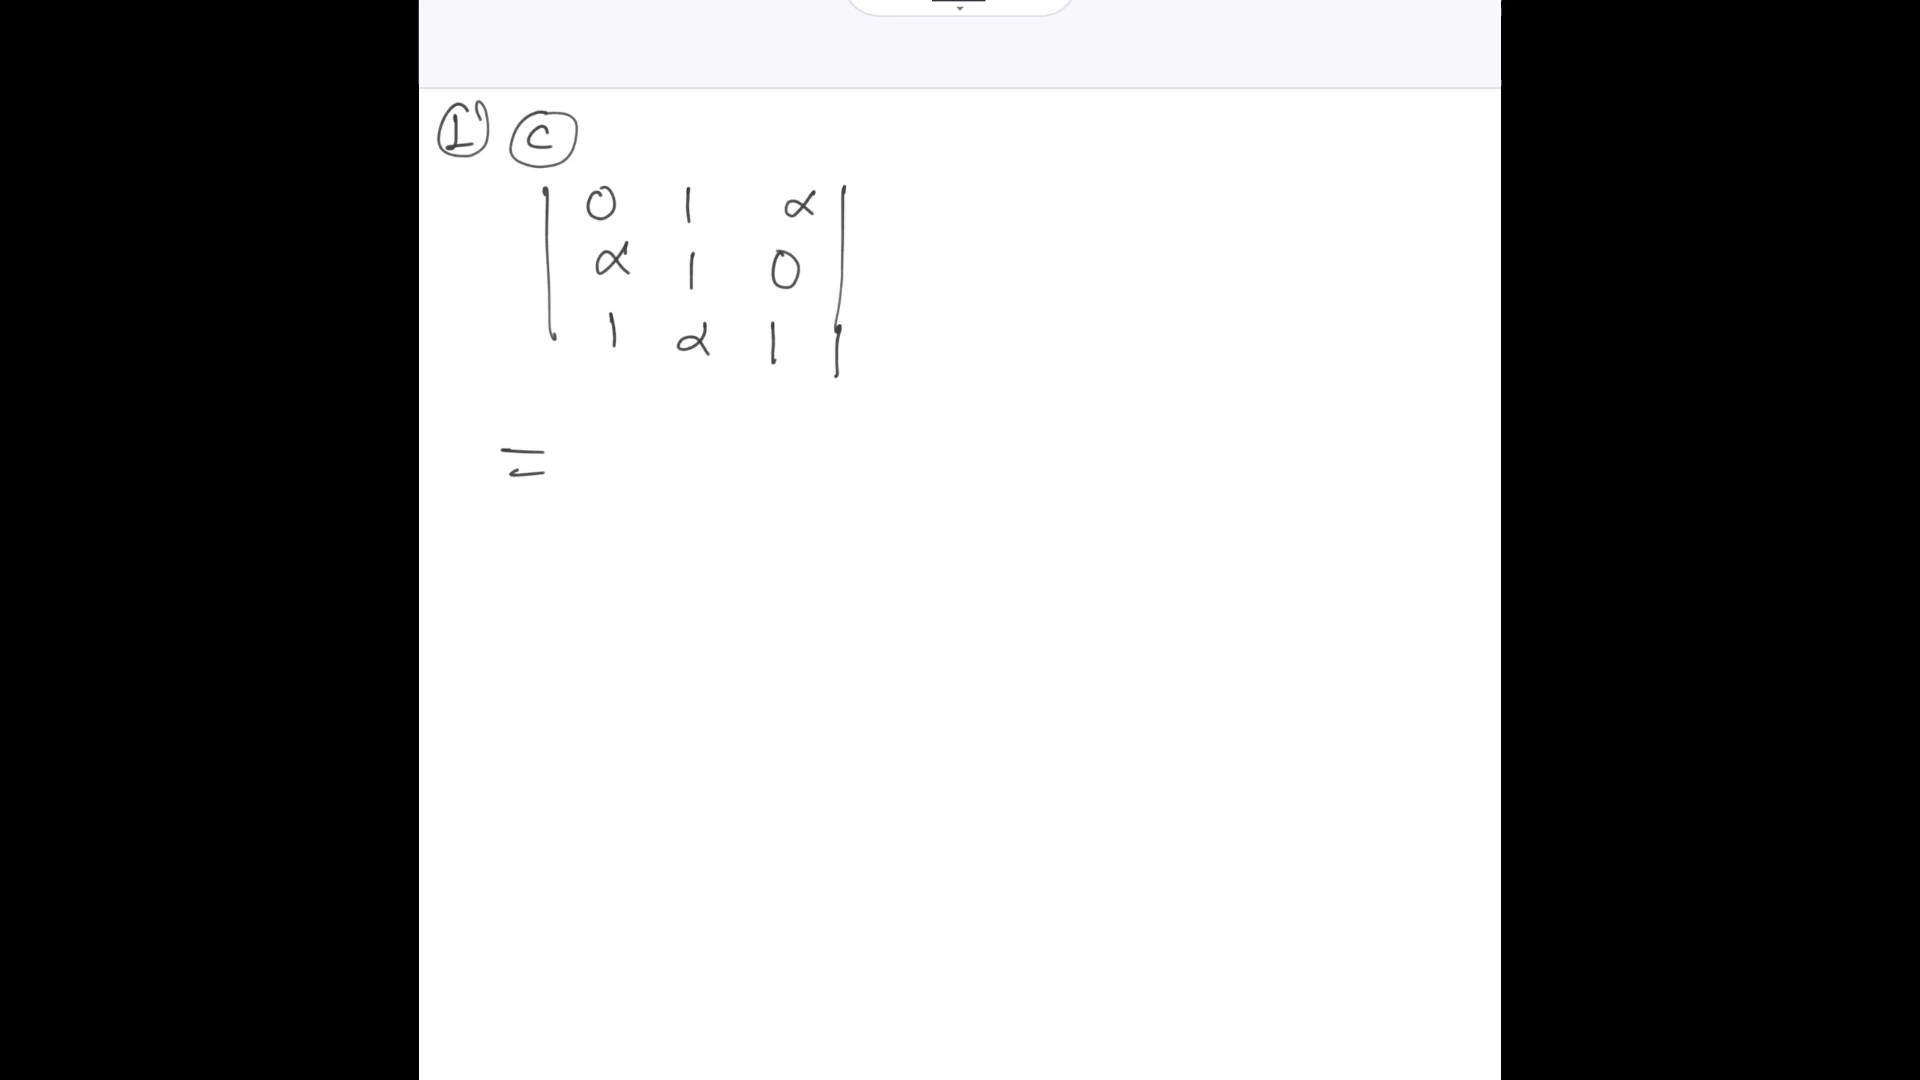 ① ⓒ
| 0 1 α |
| α 1 0 |
| 1 α 1 |
=